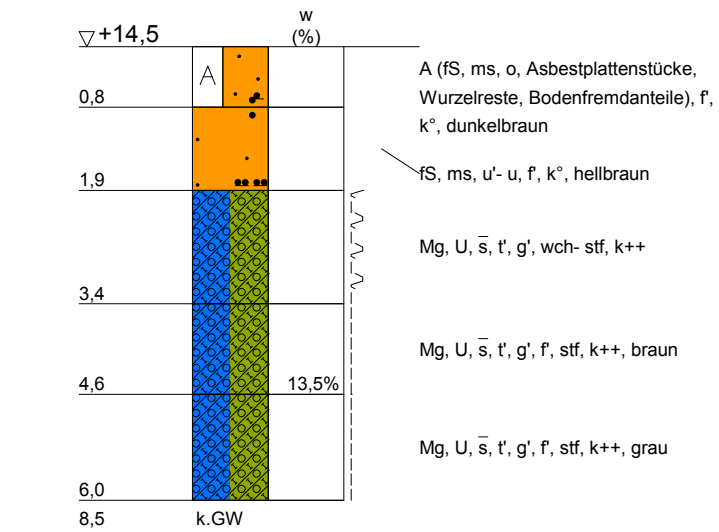 w
(%)
+14,5
A
A (fS, ms, o, Asbestplattenstücke,
Wurzelreste, Bodenfremdanteile), f',
k°, dunkelbraun
0,8
fS, ms, u'- u, f', k°, hellbraun
1,9
Mg, U, s̅, t', g', wch- stf, k++
3,4
Mg, U, s̅, t', g', f', stf, k++, braun
4,6
13,5%
Mg, U, s̅, t', g', f', stf, k++, grau
6,0
8,5 k.GW